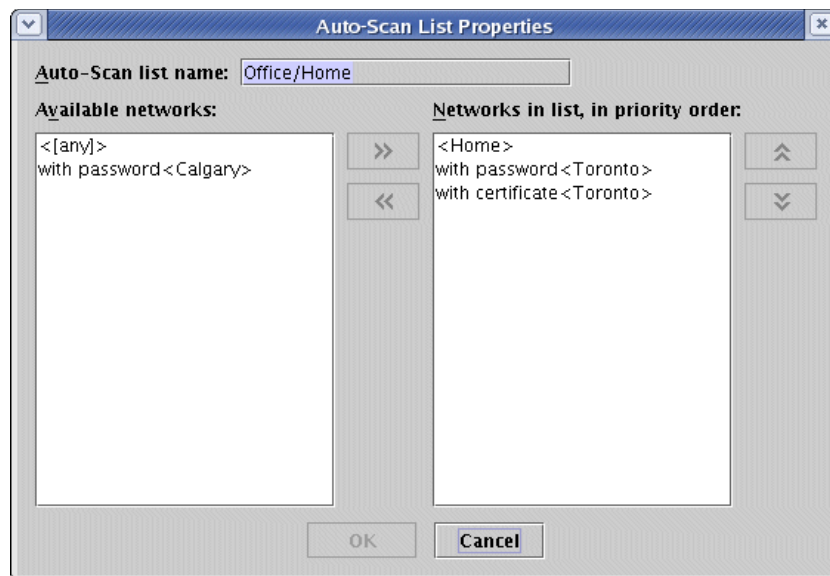 Auto-Scan List Properties
Auto-Scan list name: Office/Home
Available networks:
<[any]>
with password<Calgary>
Networks in list, in priority order:
<Home>
with password<Toronto>
with certificate<Toronto>
OK
Cancel